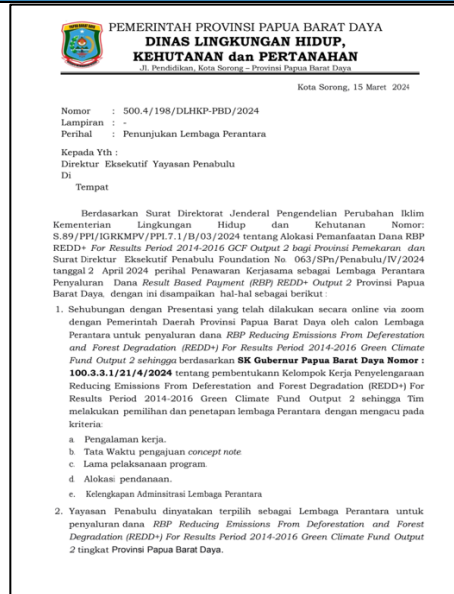 PEMERINTAH PROVINSI PAPUA BARAT DAYA
DINAS LINGKUNGAN HIDUP,
KEHUTANAN dan PERTANAHAN
Jl. Pendidikan, Kota Sorong – Provinsi Papua Barat Daya
Kota Sorong, 15 Maret 2024
Nomor : 500.4/198/DLHKP-PBD/2024
Lampiran : -
Perihal : Penunjukan Lembaga Perantara
Kepada Yth :
Direktur Eksekutif Yayasan Penabulu
Di
Tempat
Berdasarkan Surat Direktorat Jenderal Pengendalian Perubahan Iklim
Kementerian Lingkungan Hidup dan Kehutanan Nomor:
S.89/PPI/IGRKMPV/PPI.7.1/B/03/2024 tentang Alokasi Pemanfaatan Dana RBP
REDD+ For Results Period 2014-2016 GCF Output 2 bagi Provinsi Pemekaran dan
Surat Direktur Eksekutif Penabulu Foundation No. 063/SPn/Penabulu/IV/2024
tanggal 2 April 2024 perihal Penawaran Kerjasama sebagai Lembaga Perantara
Penyaluran Dana Result Based Payment (RBP) REDD+ Output 2 Provinsi Papua
Barat Daya, dengan ini disampaikan hal-hal sebagai berikut :
1. Sehubungan dengan Presentasi yang telah dilakukan secara online via zoom
dengan Pemerintah Daerah Provinsi Papua Barat Daya oleh calon Lembaga
Perantara untuk penyaluran dana RBP Reducing Emissions From Deferestation
and Forest Degradation (REDD+) For Results Period 2014-2016 Green Climate
Fund Output 2 sehingga berdasarkan SK Gubernur Papua Barat Daya Nomor :
100.3.3.1/21/4/2024 tentang pembentukann Kelompok Kerja Penyelengaraan
Reducing Emissions From Deferestation and Forest Degradation (REDD+) For
Results Period 2014-2016 Green Climate Fund Output 2 sehingga Tim
melakukan pemilihan dan penetapan lembaga Perantara dengan mengacu pada
kriteria:
a Pengalaman kerja.
b. Tata Waktu pengajuan concept note
c. Lama pelaksanaan program.
d Alokasi pendanaan.
e. Kelengkapan Adminsitrasi Lembaga Perantara
2. Yayasan Penabulu dinyatakan terpilih sebagai Lembaga Perantara untuk
penyaluran dana RBP Reducing Emissions From Deforestation and Forest
Degradation (REDD+) For Results Period 2014-2016 Green Climate Fund Output
2 tingkat Provinsi Papua Barat Daya.